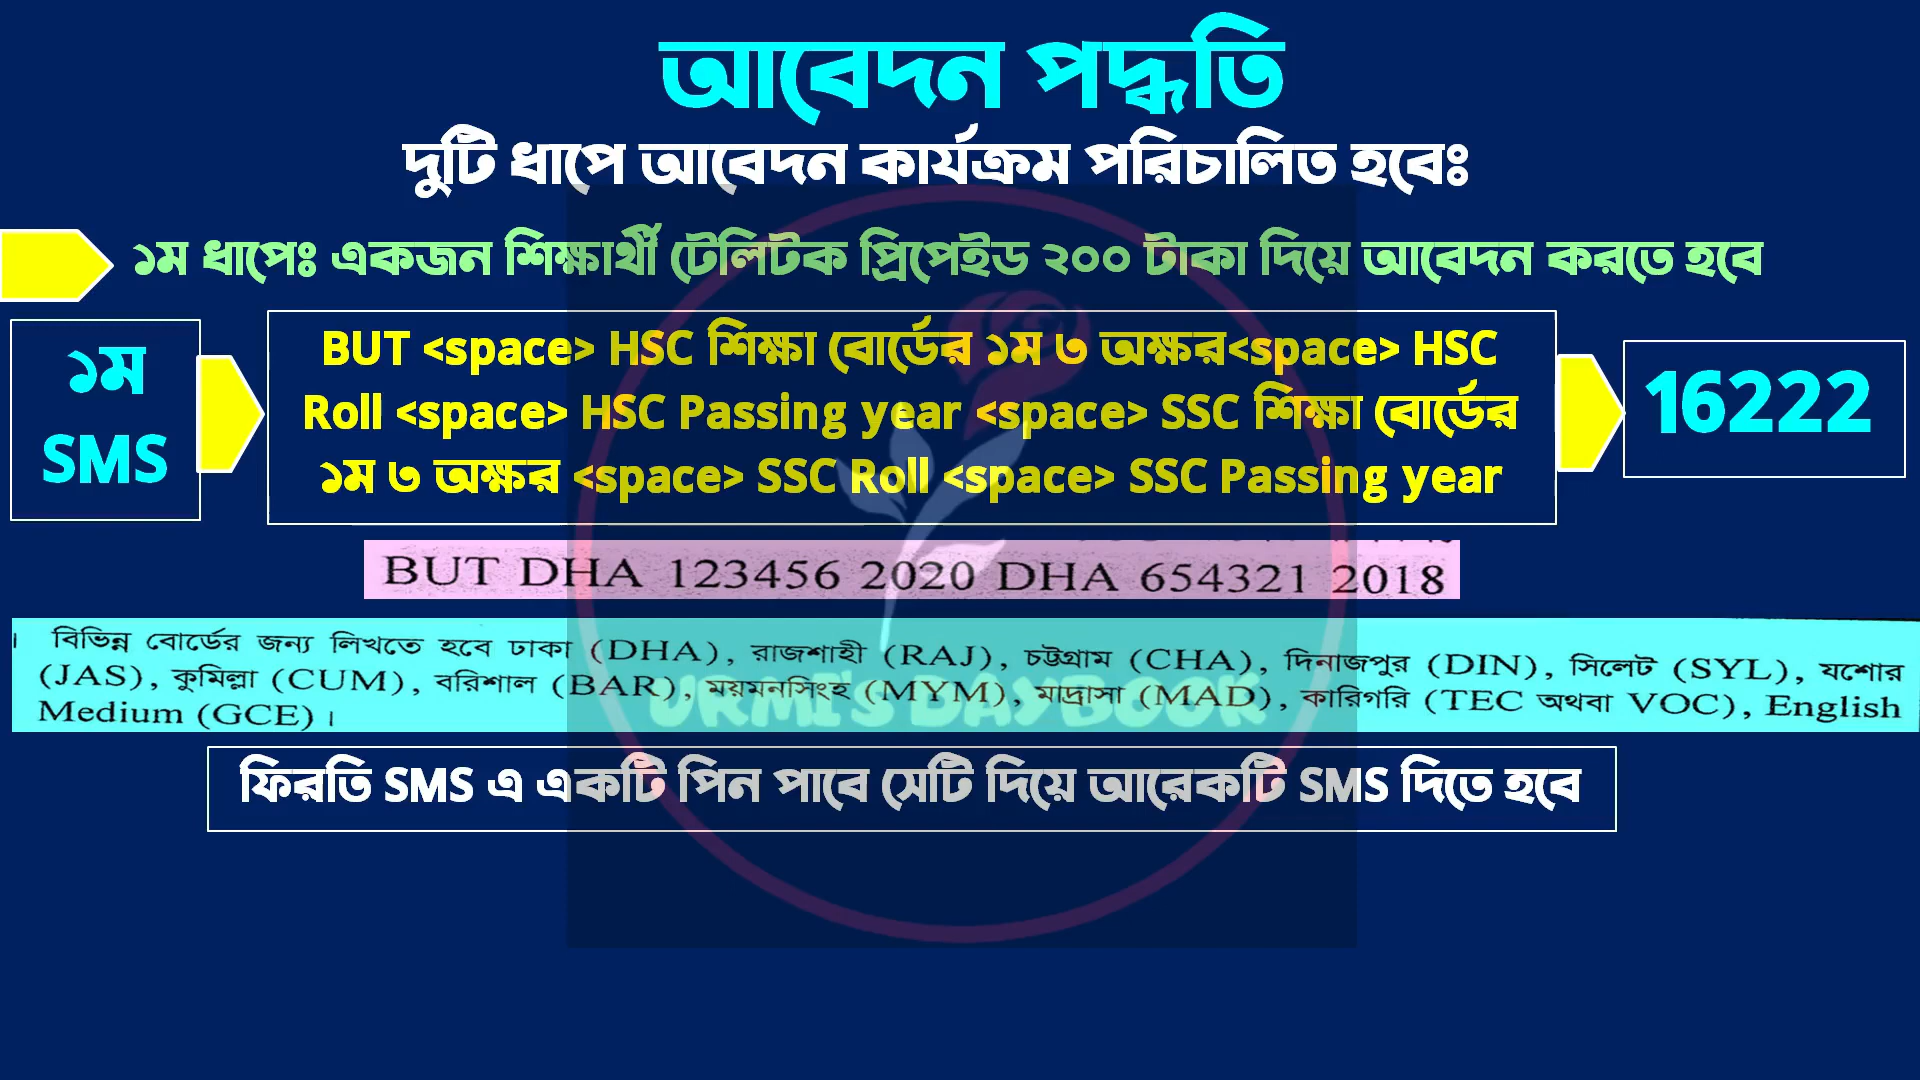 আবেদন পদ্ধতি
দুটি ধাপে আবেদন কার্যক্রম পরিচালিত হবেঃ
১ম ধাপেঃ একজন শিক্ষার্থী টেলিটক প্রিপেইড ২০০ টাকা দিয়ে আবেদন করতে হবে
১ম
SMS
BUT <space> HSC শিক্ষা বোর্ডের ১ম ৩ অক্ষর<space> HSC
Roll <space> HSC Passing year <space> SSC শিক্ষা বোর্ডের
১ম ৩ অক্ষর <space> SSC Roll <space> SSC Passing year
16222
BUT DHA 123456 2020 DHA 654321 2018
। বিভিন্ন বোর্ডের জন্য লিখতে হবে ঢাকা (DHA), রাজশাহী (RAJ), চট্টগ্রাম (CHA), দিনাজপুর (DIN), সিলেট (SYL), যশোর
(JAS), কুমিল্লা (CUM), বরিশাল (BAR), ময়মনসিংহ (MYM), মাদ্রাসা (MAD), কারিগরি (TEC অথবা VOC), English
Medium (GCE) ।
URMI'S DAYBOOK
ফিরতি SMS এ একটি পিন পাবে সেটি দিয়ে আরেকটি SMS দিতে হবে